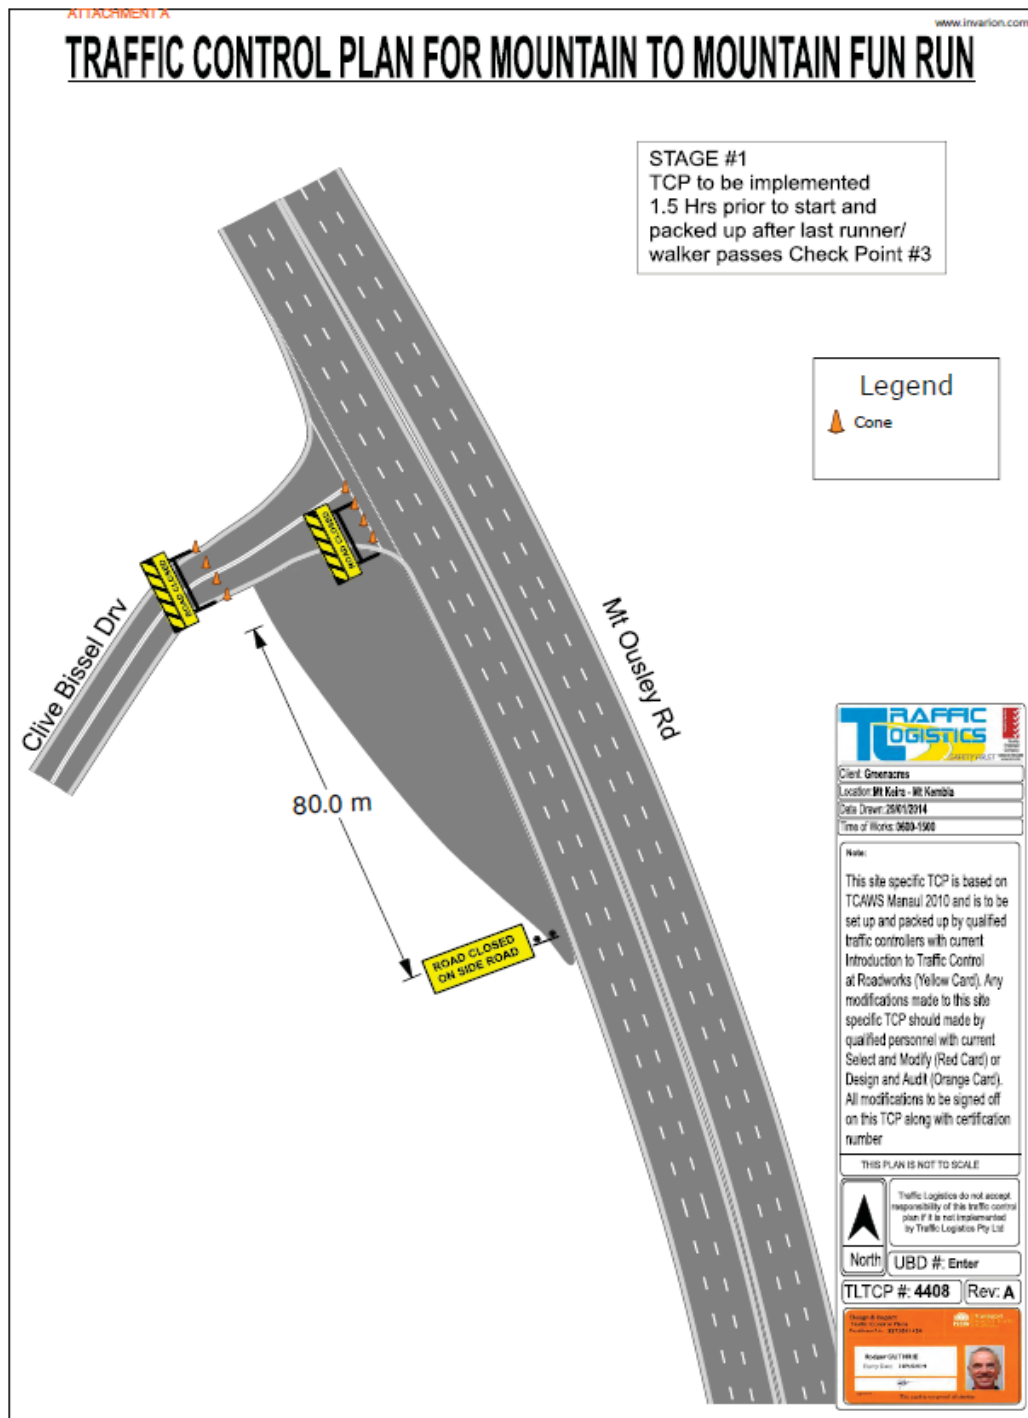 ATTACHMENT A
www.invarion.com
TRAFFIC CONTROL PLAN FOR MOUNTAIN TO MOUNTAIN FUN RUN
STAGE #1
TCP to be implemented
1.5 Hrs prior to start and
packed up after last runner/
walker passes Check Point #3
Legend
Cone
ROAD CLOSED
ROAD CLOSED
Clive Bissel Drv
Mt Ousley Rd
80.0 m
ROAD CLOSED
ON SIDE ROAD
TRAFFIC
LOGISTICS
Client: Greenacres
Location: Mt Keira - Mt Kembla
Date Drawn: 29/01/2014
Time of Works: 0600-1500
Note:
This site specific TCP is based on
TCAWS Manaul 2010 and is to be
set up and packed up by qualified
traffic controllers with current
Introduction to Traffic Control
at Roadworks (Yellow Card). Any
modifications made to this site
specific TCP should made by
qualified personnel with current
Select and Modify (Red Card) or
Design and Audit (Orange Card).
All modifications to be signed off
on this TCP along with certification
number
THIS PLAN IS NOT TO SCALE
Traffic Logistics do not accept
responsibility of this traffic control
plan if it is not implemented
by Traffic Logistics Pty Ltd
North
UBD #: Enter
TLTCP #: 4408
Rev: A
Design & Inspect
Traffic Control Plans
Rodger GUTHRIE